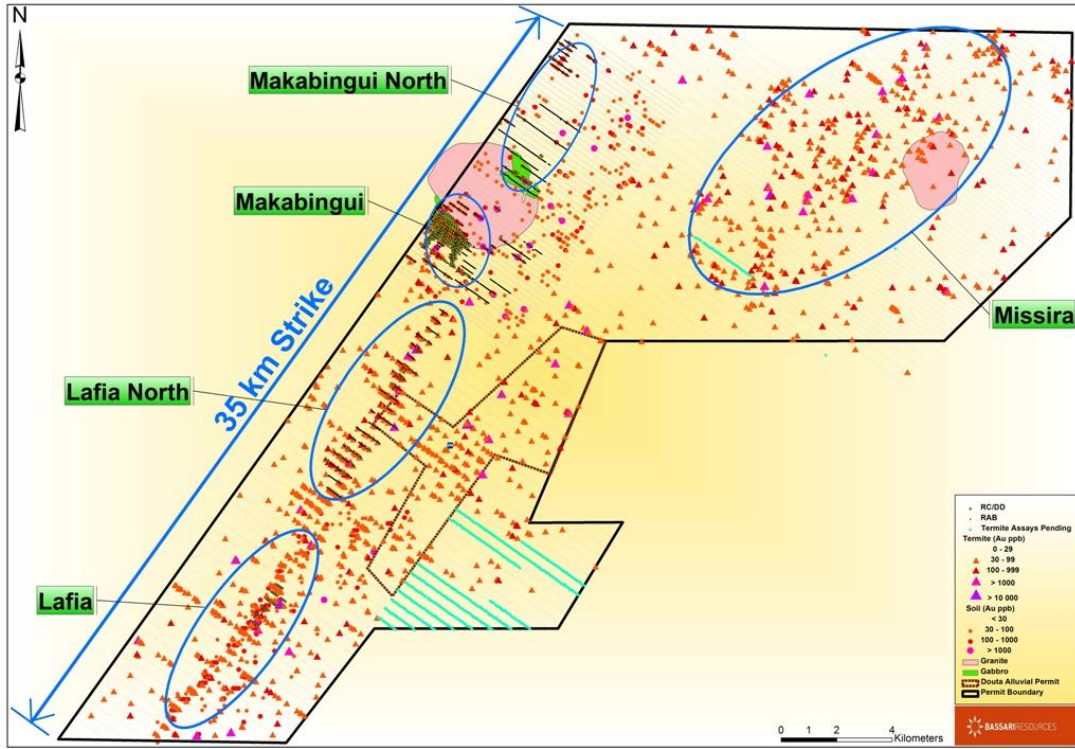 N
Makabingui North
Makabingui
Missira
35 km Strike
Lafia North
Lafia
RC/DD
RAB
Termite Assays Pending
Termite (Au ppb)
0 - 29
30 - 99
100 - 999
> 1000
> 10 000
Soil (Au ppb)
< 30
30 - 100
100 - 1000
> 1000
Granite
Gabbro
Douta Alluvial Permit
Permit Boundary
0 1 2 4
Kilometers
BASSARI RESOURCES